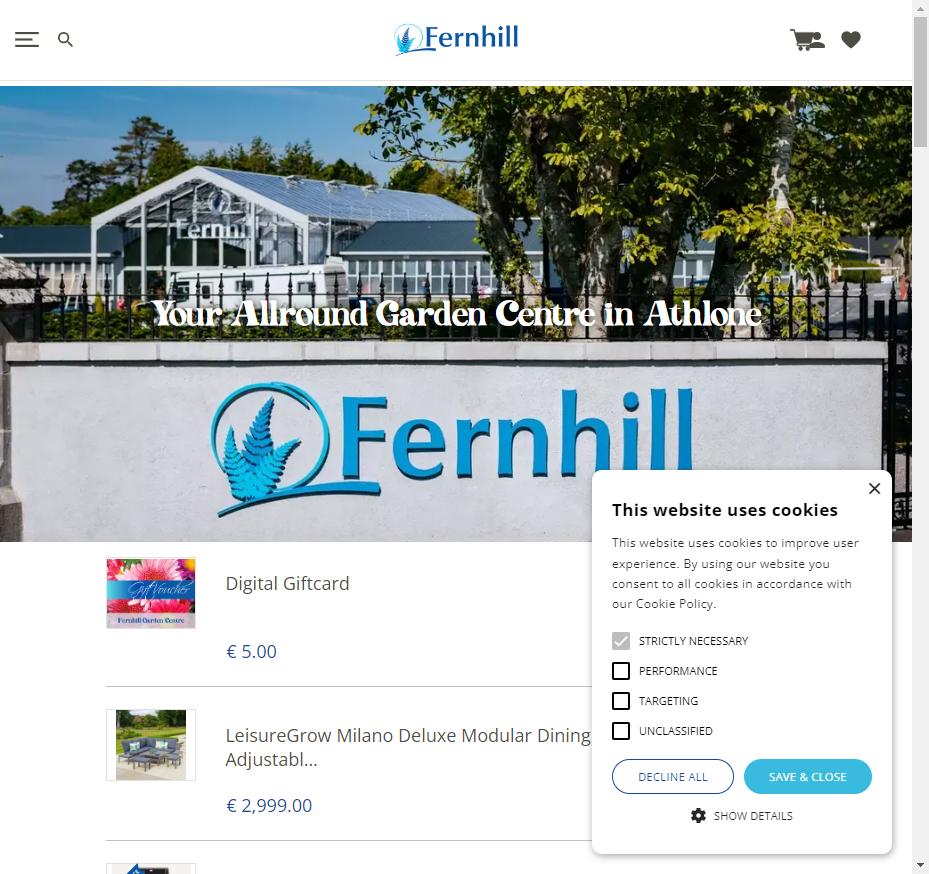 Fernhill
Fernhill
Your Allround Garden Centre in Athlone
Fernhill
This website uses cookies
This website uses cookies to improve user
experience. By using our website you
consent to all cookies in accordance with
our Cookie Policy.
STRICTLY NECESSARY
PERFORMANCE
TARGETING
UNCLASSIFIED
DECLINE ALL
SAVE & CLOSE
SHOW DETAILS
Gift Voucher
Fernhill Garden Centre
Digital Giftcard
€ 5.00
LeisureGrow Milano Deluxe Modular Dining
Adjustabl...
€ 2,999.00